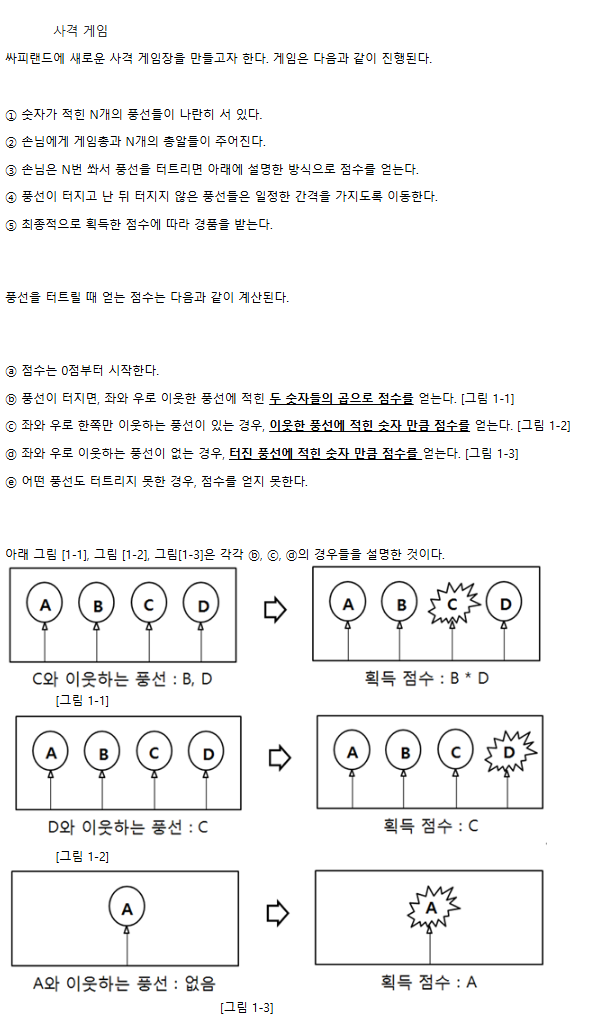 사격 게임
싸피랜드에 새로운 사격 게임장을 만들고자 한다. 게임은 다음과 같이 진행된다.
① 숫자가 적힌 N개의 풍선들이 나란히 서 있다.
② 손님에게 게임총과 N개의 총알들이 주어진다.
③ 손님은 N번 쏴서 풍선을 터트리면 아래에 설명한 방식으로 점수를 얻는다.
④ 풍선이 터지고 난 뒤 터지지 않은 풍선들은 일정한 간격을 가지도록 이동한다.
⑤ 최종적으로 획득한 점수에 따라 경품을 받는다.
풍선을 터트릴 때 얻는 점수는 다음과 같이 계산된다.
ⓐ 점수는 0점부터 시작한다.
ⓑ 풍선이 터지면, 좌와 우로 이웃한 풍선에 적힌 두 숫자들의 곱으로 점수를 얻는다. [그림 1-1]
ⓒ 좌와 우로 한쪽만 이웃하는 풍선이 있는 경우, 이웃한 풍선에 적힌 숫자 만큼 점수를 얻는다. [그림 1-2]
ⓓ 좌와 우로 이웃하는 풍선이 없는 경우, 터진 풍선에 적힌 숫자 만큼 점수를 얻는다. [그림 1-3]
ⓔ 어떤 풍선도 터트리지 못한 경우, 점수를 얻지 못한다.
아래 그림 [1-1], 그림 [1-2], 그림[1-3]은 각각 ⓑ, ⓒ, ⓓ의 경우들을 설명한 것이다.
A B C D A B C D
C와 이웃하는 풍선 : B, D 획득 점수 : B * D
[그림 1-1]
A B C D A B C D
D와 이웃하는 풍선 : C 획득 점수 : C
[그림 1-2]
A A
A와 이웃하는 풍선 : 없음 획득 점수 : A
[그림 1-3]